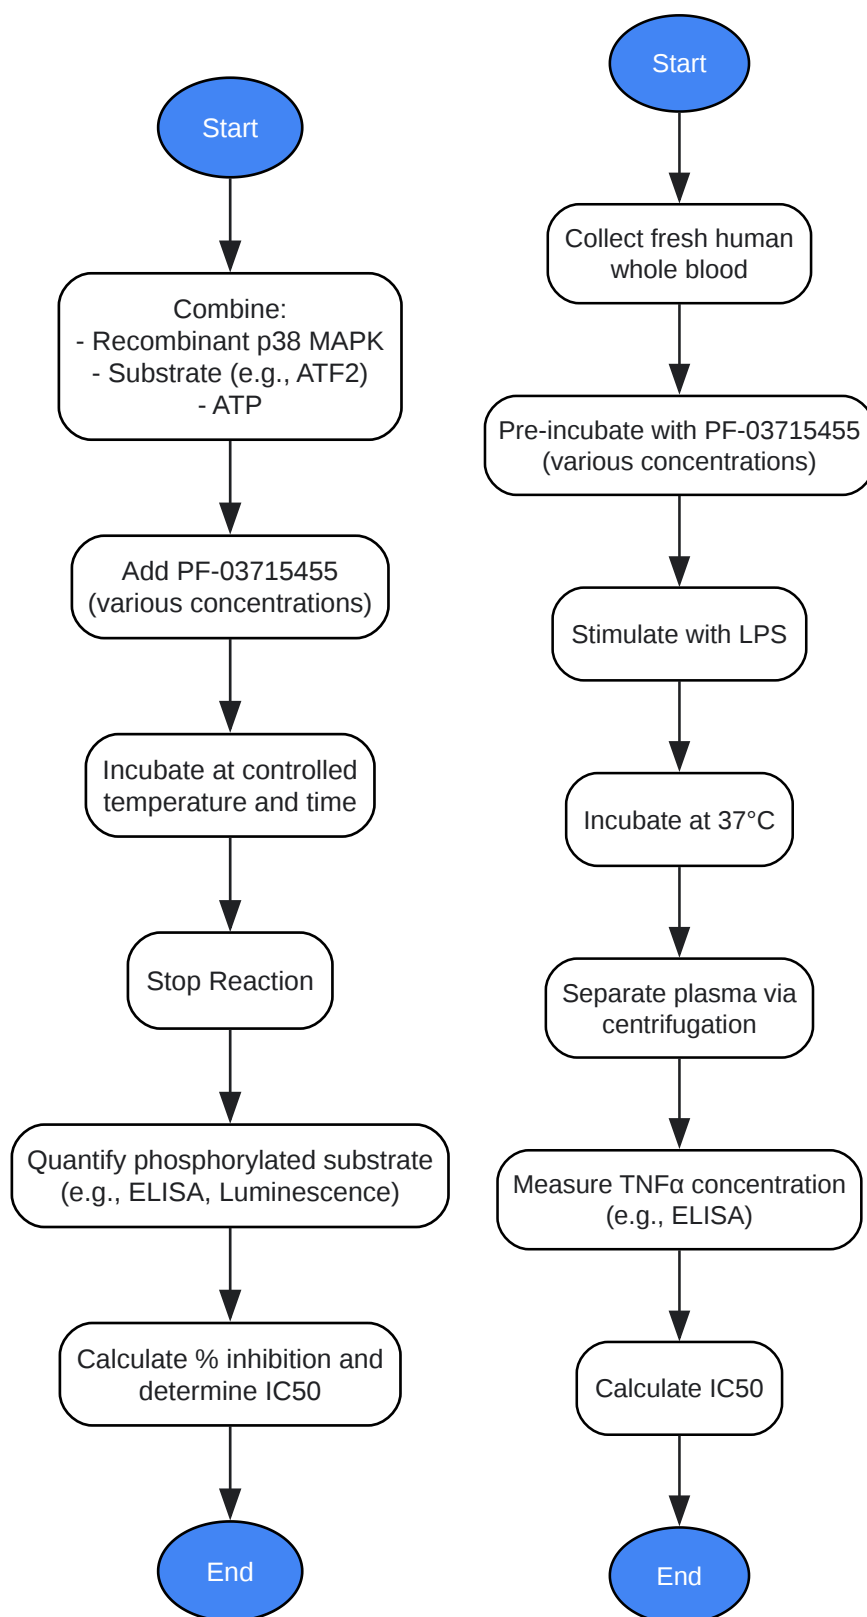 Start
Combine:
- Recombinant p38 MAPK
- Substrate (e.g., ATF2)
- ATP
Add PF-03715455
(various concentrations)
Incubate at controlled
temperature and time
Stop Reaction
Quantify phosphorylated substrate
(e.g., ELISA, Luminescence)
Calculate % inhibition and
determine IC50
End
Start
Collect fresh human
whole blood
Pre-incubate with PF-03715455
(various concentrations)
Stimulate with LPS
Incubate at 37°C
Separate plasma via
centrifugation
Measure TNFα concentration
(e.g., ELISA)
Calculate IC50
End